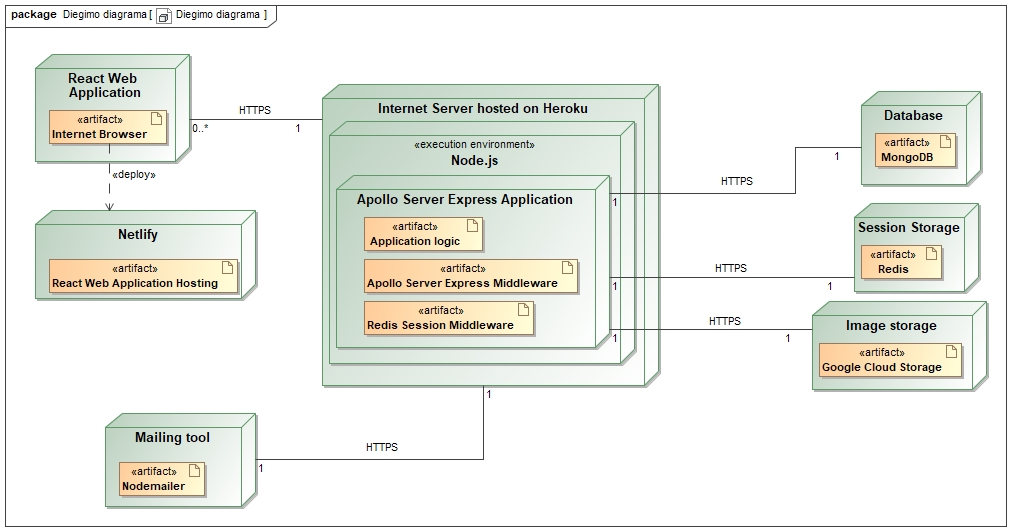 package Diegimo diagrama [ Diegimo diagrama ]
React Web
Application
«artifact»
Internet Browser
HTTPS
0..*
1
«deploy»
Netlify
«artifact»
React Web Application Hosting
Internet Server hosted on Heroku
«execution environment»
Node.js
Apollo Server Express Application
«artifact»
Application logic
«artifact»
Apollo Server Express Middleware
«artifact»
Redis Session Middleware
HTTPS
1
1
Database
«artifact»
MongoDB
HTTPS
1
1
Session Storage
«artifact»
Redis
HTTPS
1
1
Image storage
«artifact»
Google Cloud Storage
1
HTTPS
1
Mailing tool
«artifact»
Nodemailer